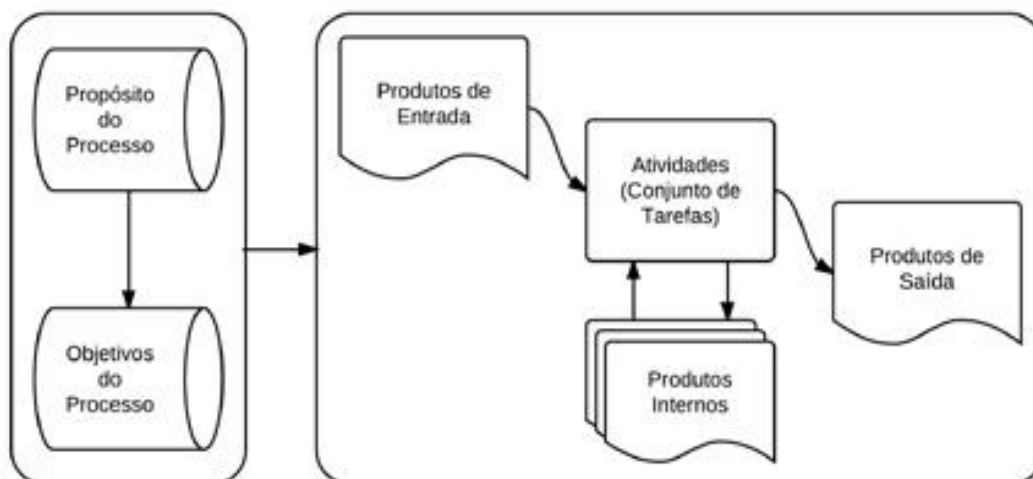 Propósito
do
Processo
Objetivos
do
Processo
Produtos de
Entrada
Atividades
(Conjunto de
Tarefas)
Produtos
Internos
Produtos de
Saída